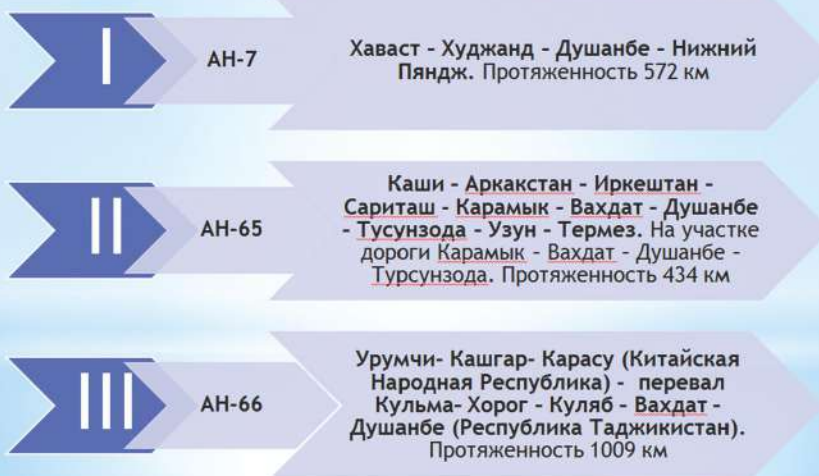 I
АН-7
Хаваст - Худжанд - Душанбе - Нижний
Пяндж. Протяженность 572 км
II
АН-65
Каши - Аркакстан - Иркештан -
Сариташ - Карамык - Вахдат - Душанбе
- Тусунзода - Узун - Термез. На участке
дороги Карамык - Вахдат - Душанбе -
Турсунзода. Протяженность 434 км
III
АН-66
Урумчи- Кашгар- Карасу (Китайская
Народная Республика) - перевал
Кульма- Хорог - Куляб - Вахдат -
Душанбе (Республика Таджикистан).
Протяженность 1009 км